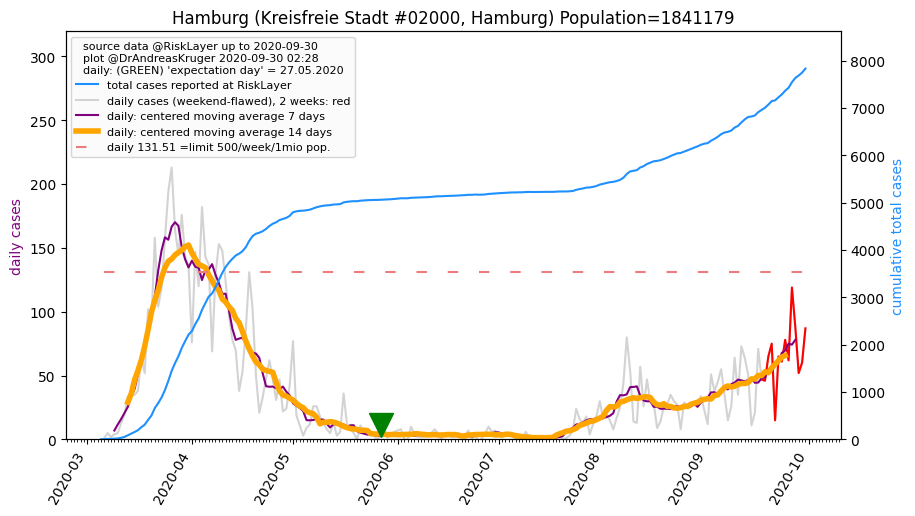 Hamburg (Kreisfreie Stadt #02000, Hamburg) Population=1841179
source data @RiskLayer up to 2020-09-30
plot @DrAndreasKruger 2020-09-30 02:28
daily: (GREEN) 'expectation day' = 27.05.2020
total cases reported at RiskLayer
daily cases (weekend-flawed), 2 weeks: red
daily: centered moving average 7 days
daily: centered moving average 14 days
daily 131.51 =limit 500/week/1mio pop.
daily cases
300
250
200
150
100
50
0
cumulative total cases
8000
7000
6000
5000
4000
3000
2000
1000
0
2020-03
2020-04
2020-05
2020-06
2020-07
2020-08
2020-09
2020-10